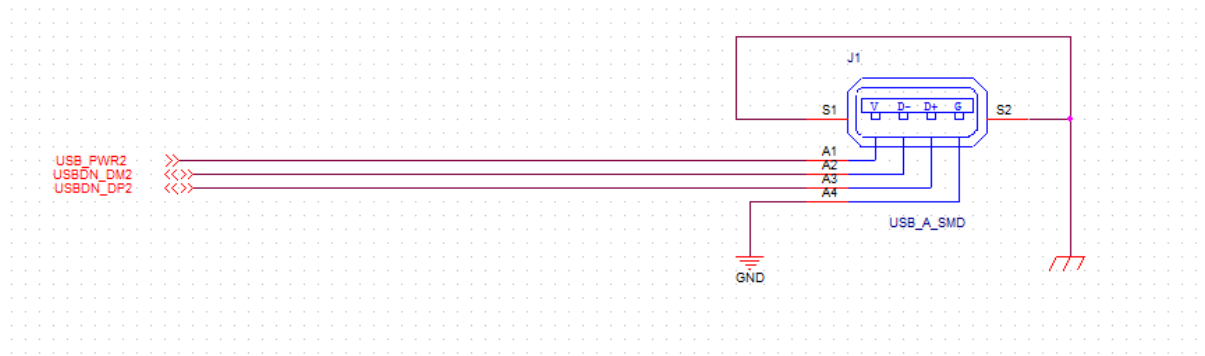 J1
V D- D+ G
S1
S2
A1
USB_PWR2
A2
USBDN_DM2
A3
USBDN_DP2
A4
USB_A_SMD
GND